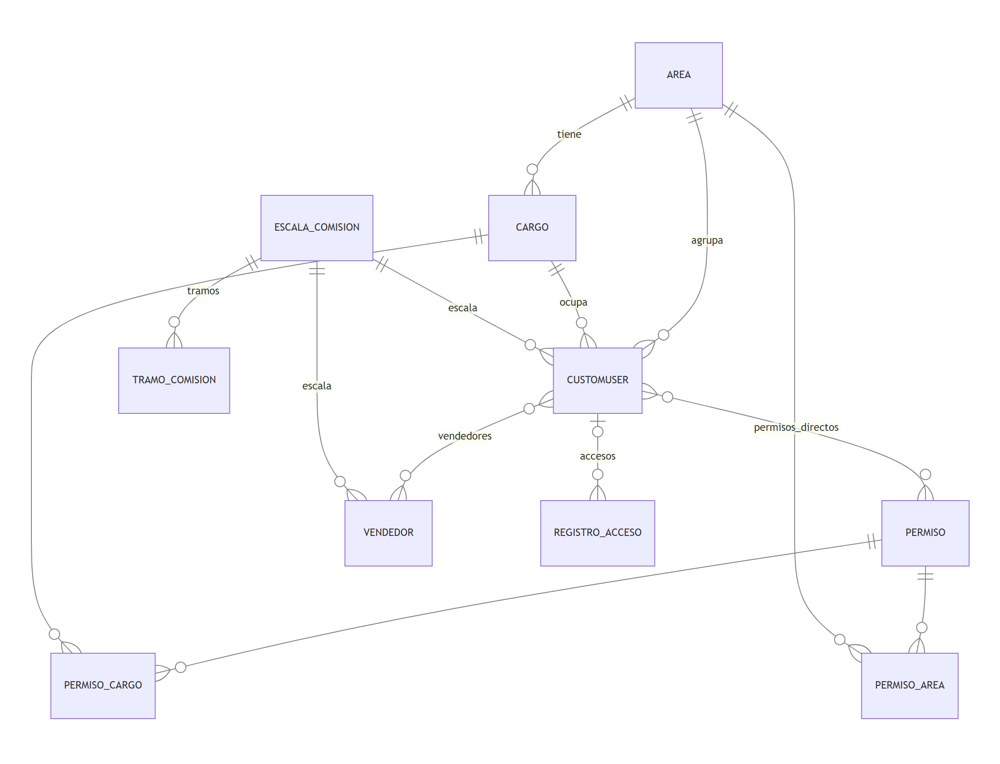 AREA
tiene
ESCALA_COMISION
CARGO
agrupa
tramos
escala
ocupa
TRAMO_COMISION
escala
CUSTOMUSER
vendedores
accesos
permisos_directos
VENDEDOR
REGISTRO_ACCESO
PERMISO
PERMISO_CARGO
PERMISO_AREA